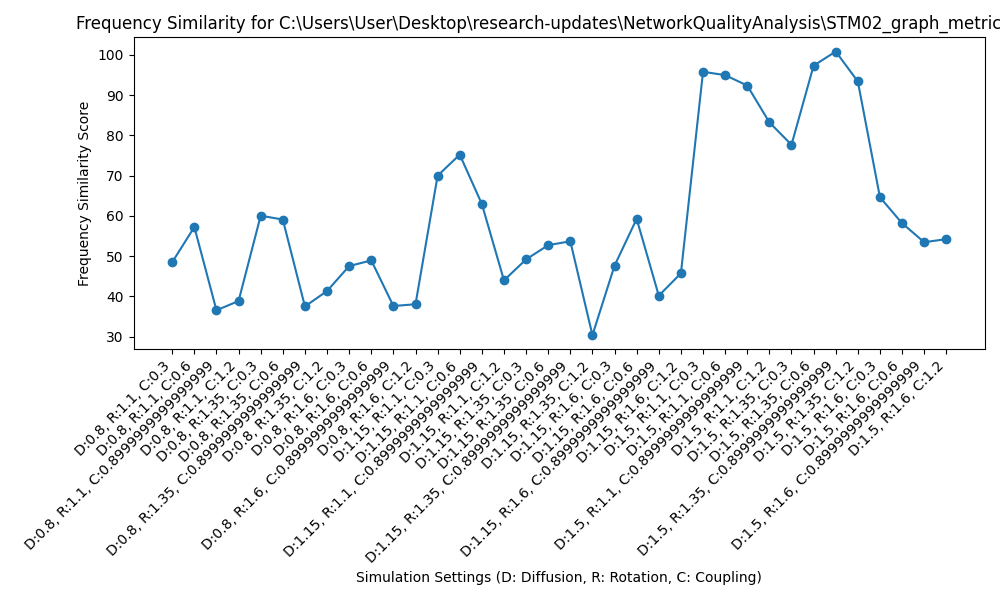 Frequency Similarity for C:\Users\User\Desktop\research-updates\NetworkQualityAnalysis\STM02_graph_metric
Frequency Similarity Score
100
90
80
70
60
50
40
30
D:0.8, R:1.1, C:0.3
D:0.8, R:1.1, C:0.6
D:0.8, R:1.1, C:0.8999999999999999
D:0.8, R:1.1, C:1.2
D:0.8, R:1.35, C:0.3
D:0.8, R:1.35, C:0.6
D:0.8, R:1.35, C:0.8999999999999999
D:0.8, R:1.35, C:1.2
D:0.8, R:1.6, C:0.3
D:0.8, R:1.6, C:0.6
D:0.8, R:1.6, C:0.8999999999999999
D:0.8, R:1.6, C:1.2
D:1.15, R:1.1, C:0.3
D:1.15, R:1.1, C:0.6
D:1.15, R:1.1, C:0.8999999999999999
D:1.15, R:1.1, C:1.2
D:1.15, R:1.35, C:0.3
D:1.15, R:1.35, C:0.6
D:1.15, R:1.35, C:0.8999999999999999
D:1.15, R:1.35, C:1.2
D:1.15, R:1.6, C:0.3
D:1.15, R:1.6, C:0.6
D:1.15, R:1.6, C:0.8999999999999999
D:1.15, R:1.6, C:1.2
D:1.5, R:1.1, C:0.3
D:1.5, R:1.1, C:0.6
D:1.5, R:1.1, C:0.8999999999999999
D:1.5, R:1.1, C:1.2
D:1.5, R:1.35, C:0.3
D:1.5, R:1.35, C:0.6
D:1.5, R:1.35, C:0.8999999999999999
D:1.5, R:1.35, C:1.2
D:1.5, R:1.6, C:0.3
D:1.5, R:1.6, C:0.6
D:1.5, R:1.6, C:0.8999999999999999
D:1.5, R:1.6, C:1.2
Simulation Settings (D: Diffusion, R: Rotation, C: Coupling)